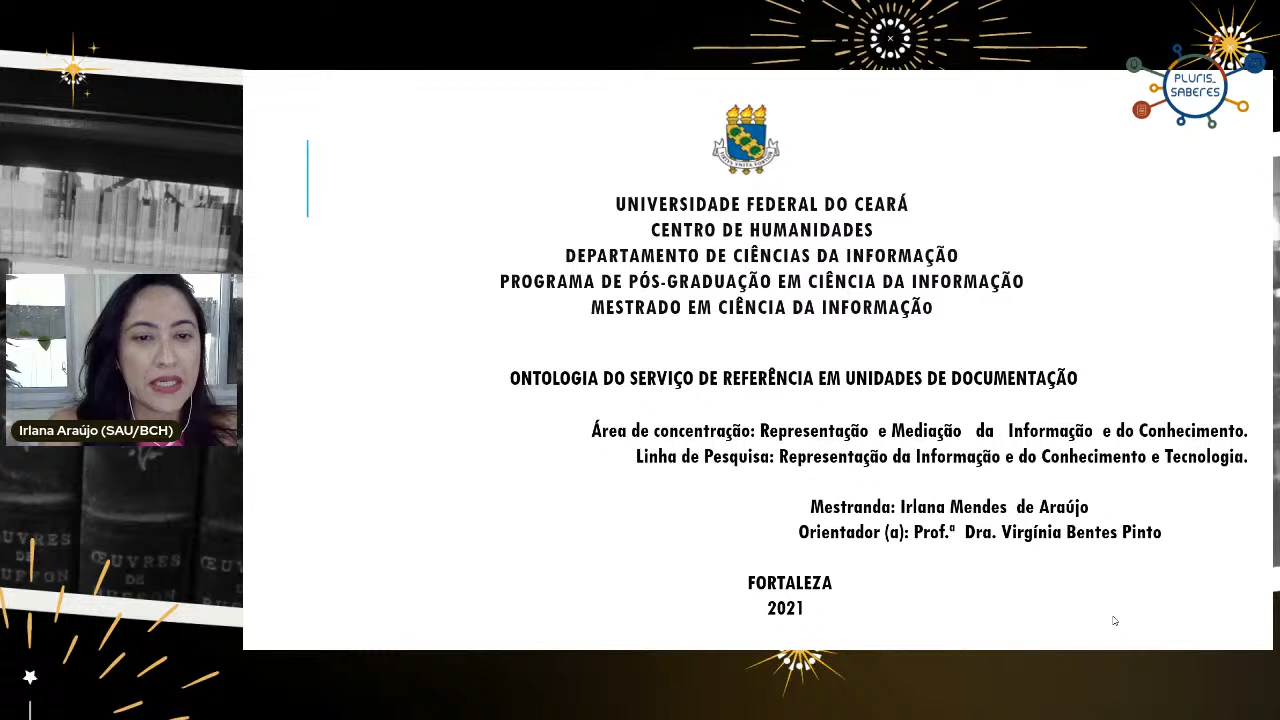 PLURIS_
SABERES
UNIVERSIDADE FEDERAL DO CEARÁ
CENTRO DE HUMANIDADES
DEPARTAMENTO DE CIÊNCIAS DA INFORMAÇÃO
PROGRAMA DE PÓS-GRADUAÇÃO EM CIÊNCIA DA INFORMAÇÃO
MESTRADO EM CIÊNCIA DA INFORMAÇÃo
ONTOLOGIA DO SERVIÇO DE REFERÊNCIA EM UNIDADES DE DOCUMENTAÇÃO
Área de concentração: Representação e Mediação da Informação e do Conhecimento.
Linha de Pesquisa: Representação da Informação e do Conhecimento e Tecnologia.
Mestranda: Irlana Mendes de Araújo
Orientador (a): Prof.ª Dra. Virgínia Bentes Pinto
FORTALEZA
2021
Irlana Araújo (SAU/BCH)
ŒUVRES
DE